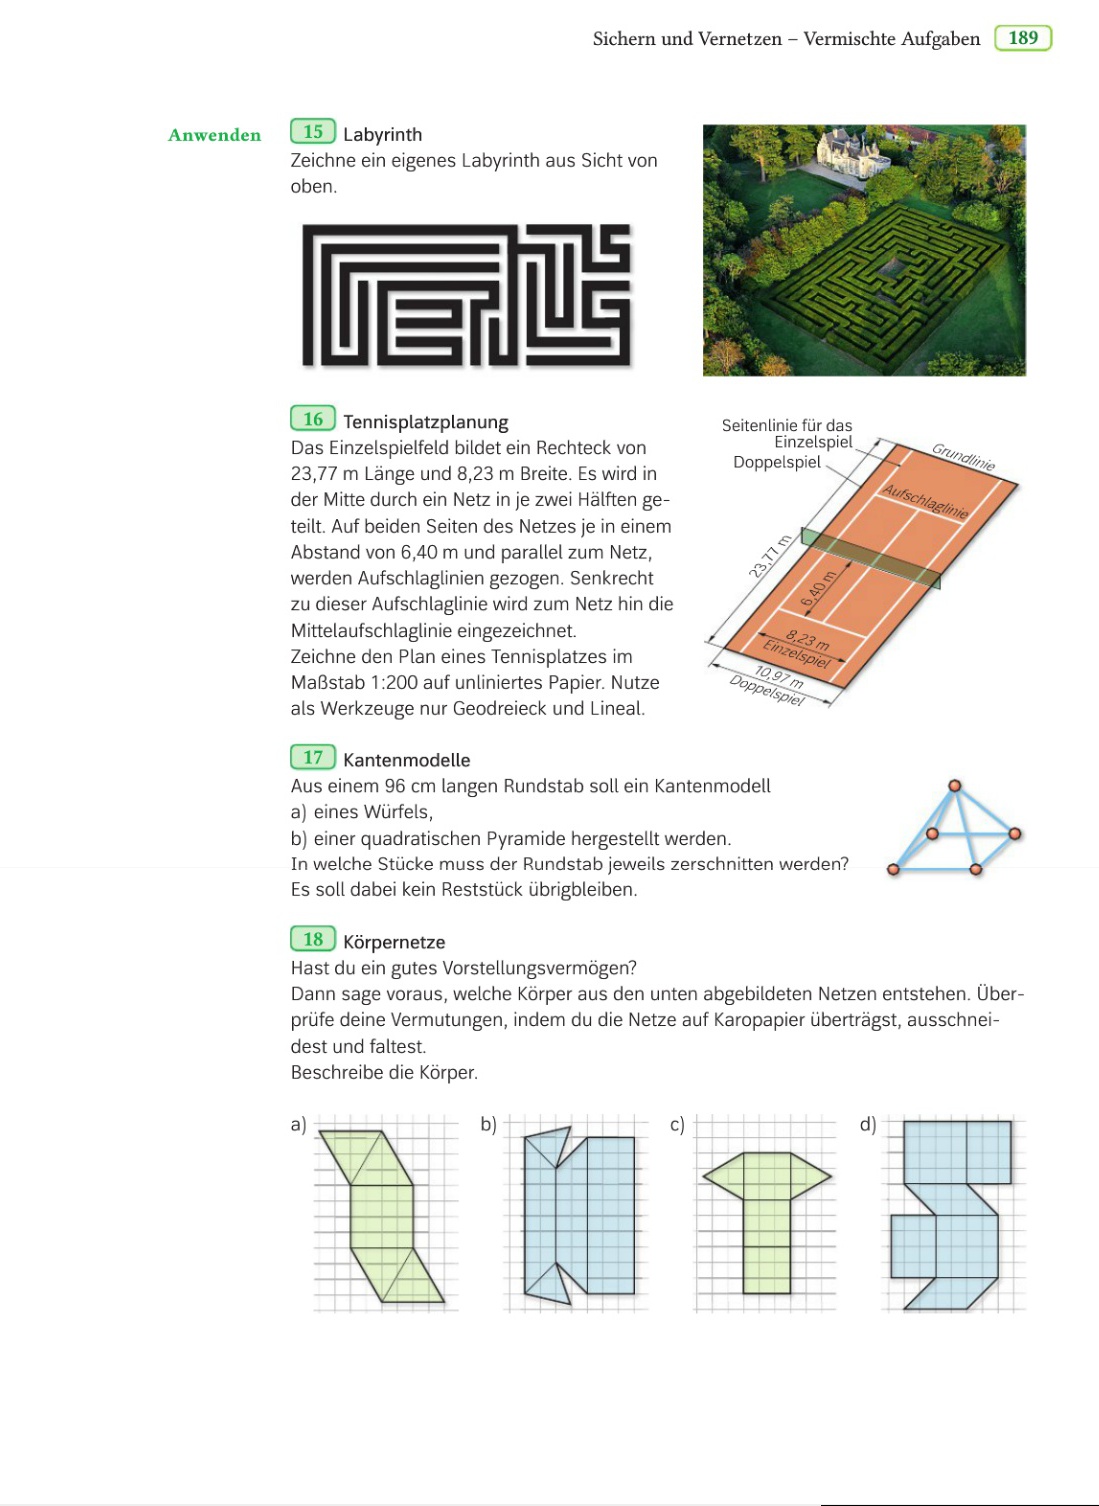 Sichern und Vernetzen – Vermischte Aufgaben 189
Anwenden
15 Labyrinth
Zeichne ein eigenes Labyrinth aus Sicht von
oben.
16 Tennisplatzplanung
Das Einzelspielfeld bildet ein Rechteck von
23,77 m Länge und 8,23 m Breite. Es wird in
der Mitte durch ein Netz in je zwei Hälften ge-
teilt. Auf beiden Seiten des Netzes je in einem
Abstand von 6,40 m und parallel zum Netz,
werden Aufschlaglinien gezogen. Senkrecht
zu dieser Aufschlaglinie wird zum Netz hin die
Mittelaufschlaglinie eingezeichnet.
Zeichne den Plan eines Tennisplatzes im
Maßstab 1:200 auf unliniertes Papier. Nutze
als Werkzeuge nur Geodreieck und Lineal.
Seitenlinie für das
Einzelspiel
Doppelspiel
Grundlinie
Aufschlaglinie
23,77 m
6,40 m
8,23 m
Einzelspiel
10,97 m
Doppelspiel
17 Kantenmodelle
Aus einem 96 cm langen Rundstab soll ein Kantenmodell
a) eines Würfels,
b) einer quadratischen Pyramide hergestellt werden.
In welche Stücke muss der Rundstab jeweils zerschnitten werden?
Es soll dabei kein Reststück übrigbleiben.
18 Körpernetze
Hast du ein gutes Vorstellungsvermögen?
Dann sage voraus, welche Körper aus den unten abgebildeten Netzen entstehen. Über-
prüfe deine Vermutungen, indem du die Netze auf Karopapier überträgst, ausschnei-
dest und faltest.
Beschreibe die Körper.
a)
b)
c)
d)